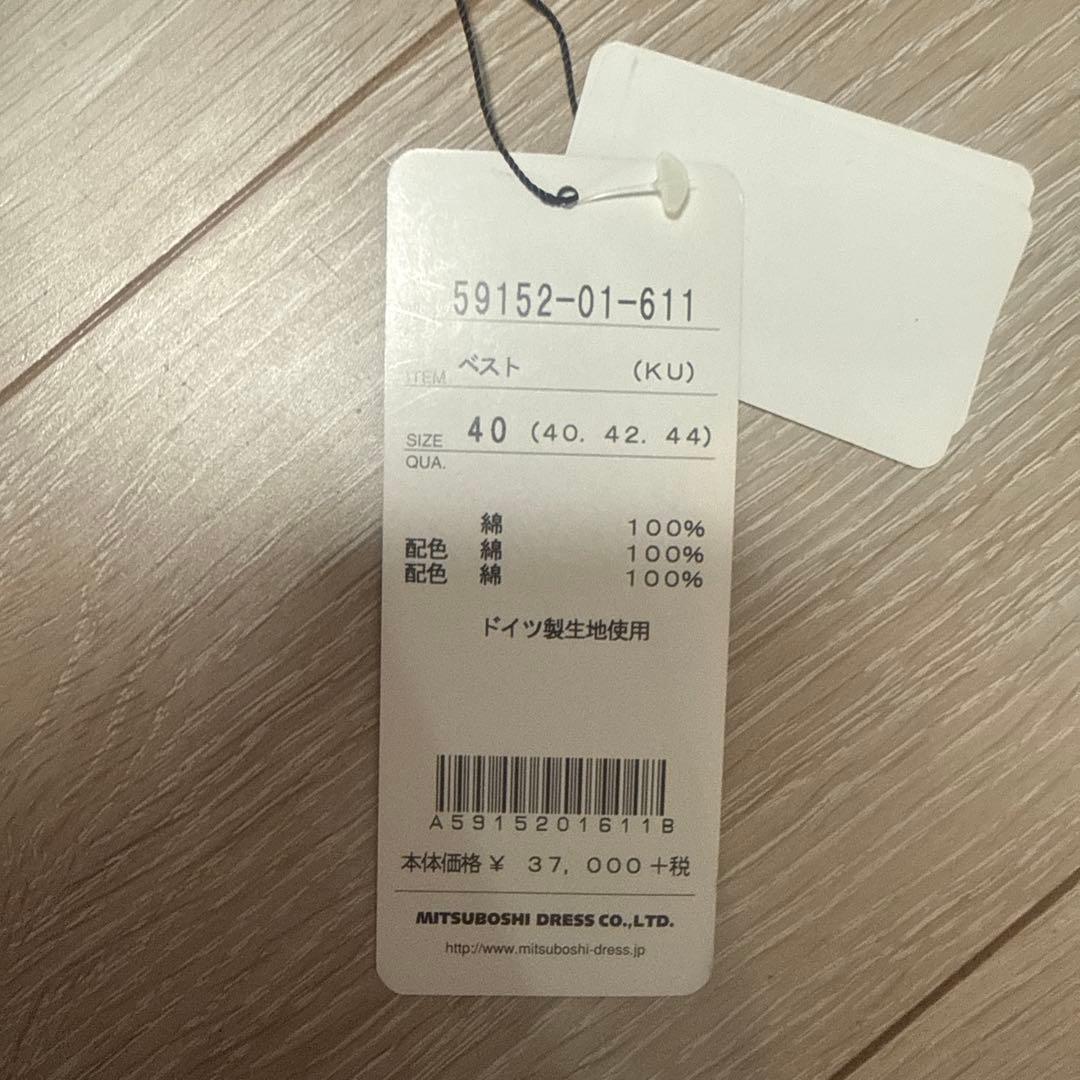 59152-01-611
ITEM ベスト (KU)
SIZE 40 (40. 42. 44)
QUA.
綿 100%
配色 綿 100%
配色 綿 100%
ドイツ製生地使用
A5915201611B
本体価格¥ 37,000+税
MITSUBOSHI DRESS CO.,LTD.
http://www.mitsuboshi-dress.jp